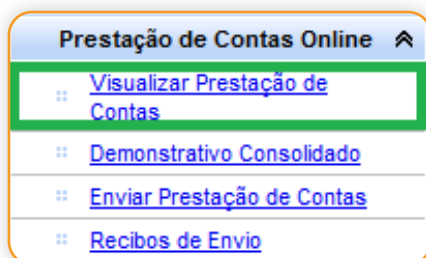 Prestação de Contas Online
Visualizar Prestação de
Contas
Demonstrativo Consolidado
Enviar Prestação de Contas
Recibos de Envio